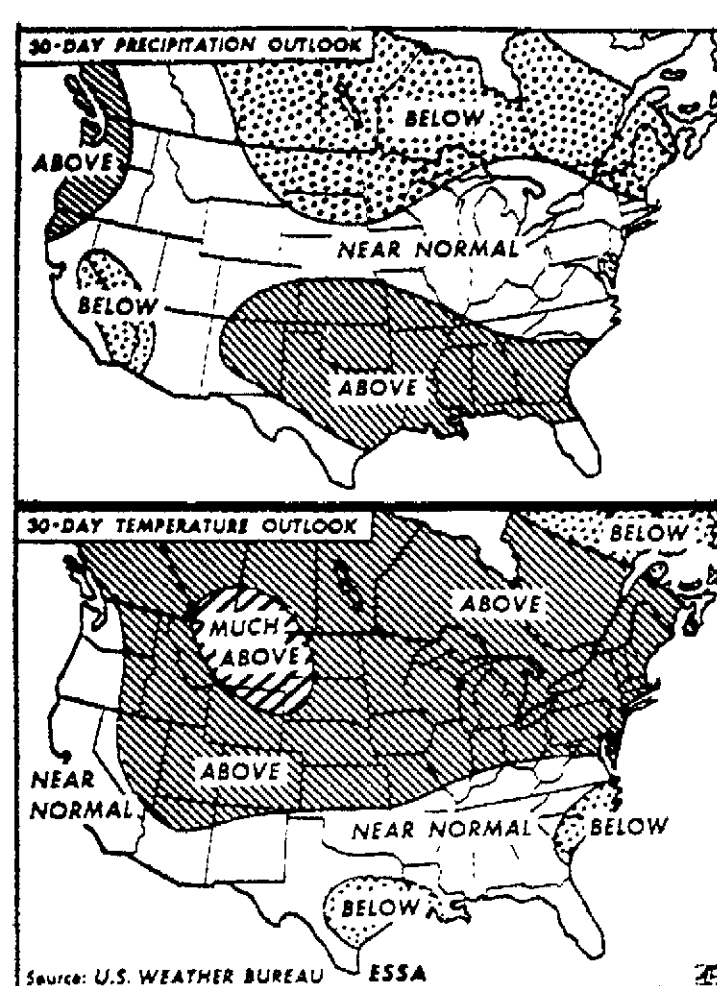 30-DAY PRECIPITATION OUTLOOK
BELOW
ABOVE
NEAR NORMAL
BELOW
ABOVE
30-DAY TEMPERATURE OUTLOOK
BELOW
ABOVE
MUCH
ABOVE
ABOVE
NEAR
NORMAL
NEAR NORMAL
BELOW
BELOW
Source: U.S. WEATHER BUREAU ESSA